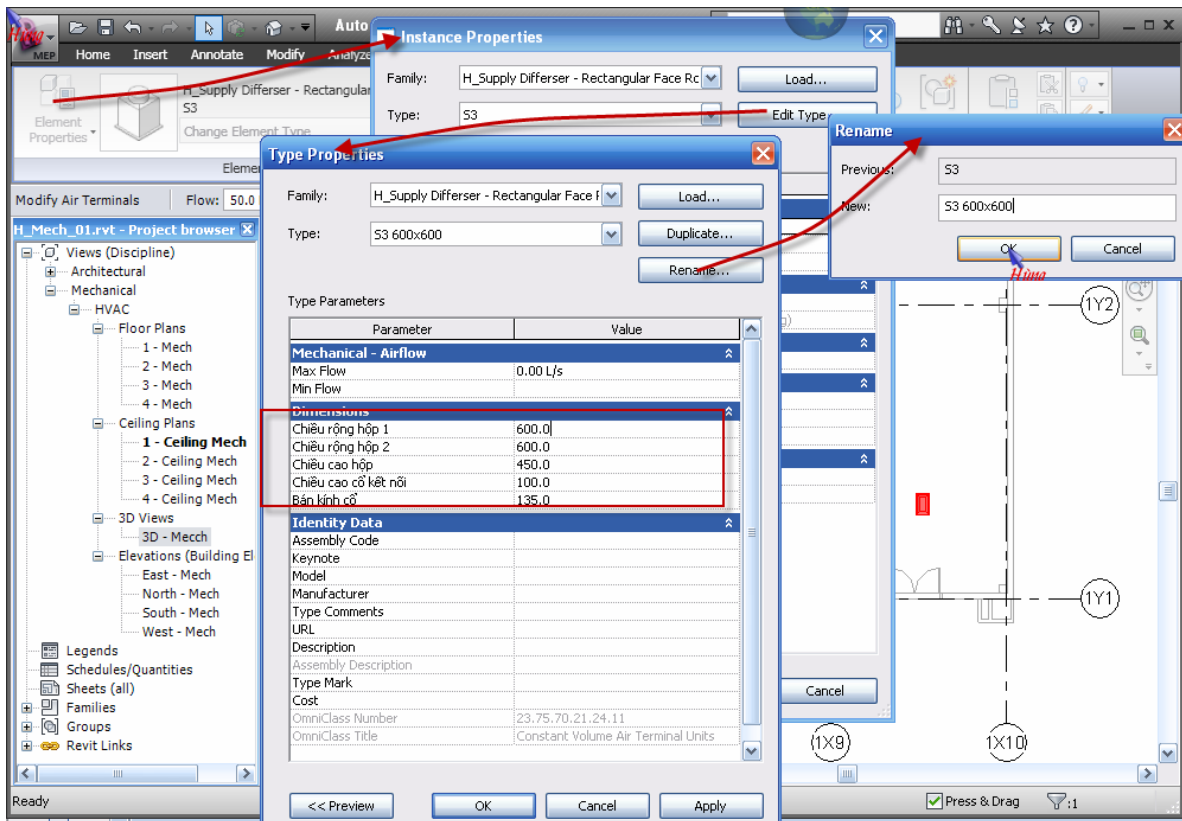 Hùng
MEP
Auto
Home Insert Annotate Modify Analyze
Element
Properties
H_Supply Differser - Rectangular
S3
Change Element Type
Modify Air Terminals
Flow: 50.0
H_Mech_01.rvt - Project browser
Views (Discipline)
Architectural
Mechanical
HVAC
Floor Plans
1 - Mech
2 - Mech
3 - Mech
4 - Mech
Ceiling Plans
1 - Ceiling Mech
2 - Ceiling Mech
3 - Ceiling Mech
4 - Ceiling Mech
3D Views
3D - Mecch
Elevations (Building El
East - Mech
North - Mech
South - Mech
West - Mech
Legends
Schedules/Quantities
Sheets (all)
Families
Groups
Revit Links
Ready
Instance Properties
Family: H_Supply Differser - Rectangular Face Rc Load...
Type: S3 Edit Type
Cancel
Type Properties
Family: H_Supply Differser - Rectangular Face F Load...
Type: S3 600x600 Duplicate...
Rename...
Type Parameters
Parameter Value
Mechanical - Airflow
Max Flow 0.00 L/s
Min Flow
Dimensions
Chiều rộng hộp 1 600.0
Chiều rộng hộp 2 600.0
Chiều cao hộp 450.0
Chiều cao cổ kết nối 100.0
Bán kính cổ 135.0
Identity Data
Assembly Code
Keynote
Model
Manufacturer
Type Comments
URL
Description
Assembly Description
Type Mark
Cost
OmniClass Number 23.75.70.21.24.11
OmniClass Title Constant Volume Air Terminal Units
<< Preview OK Cancel Apply
Rename
Previous: S3
New: S3 600x600
OK Cancel
Hùng
1Y2
1Y1
1X9 1X10
Press & Drag :1